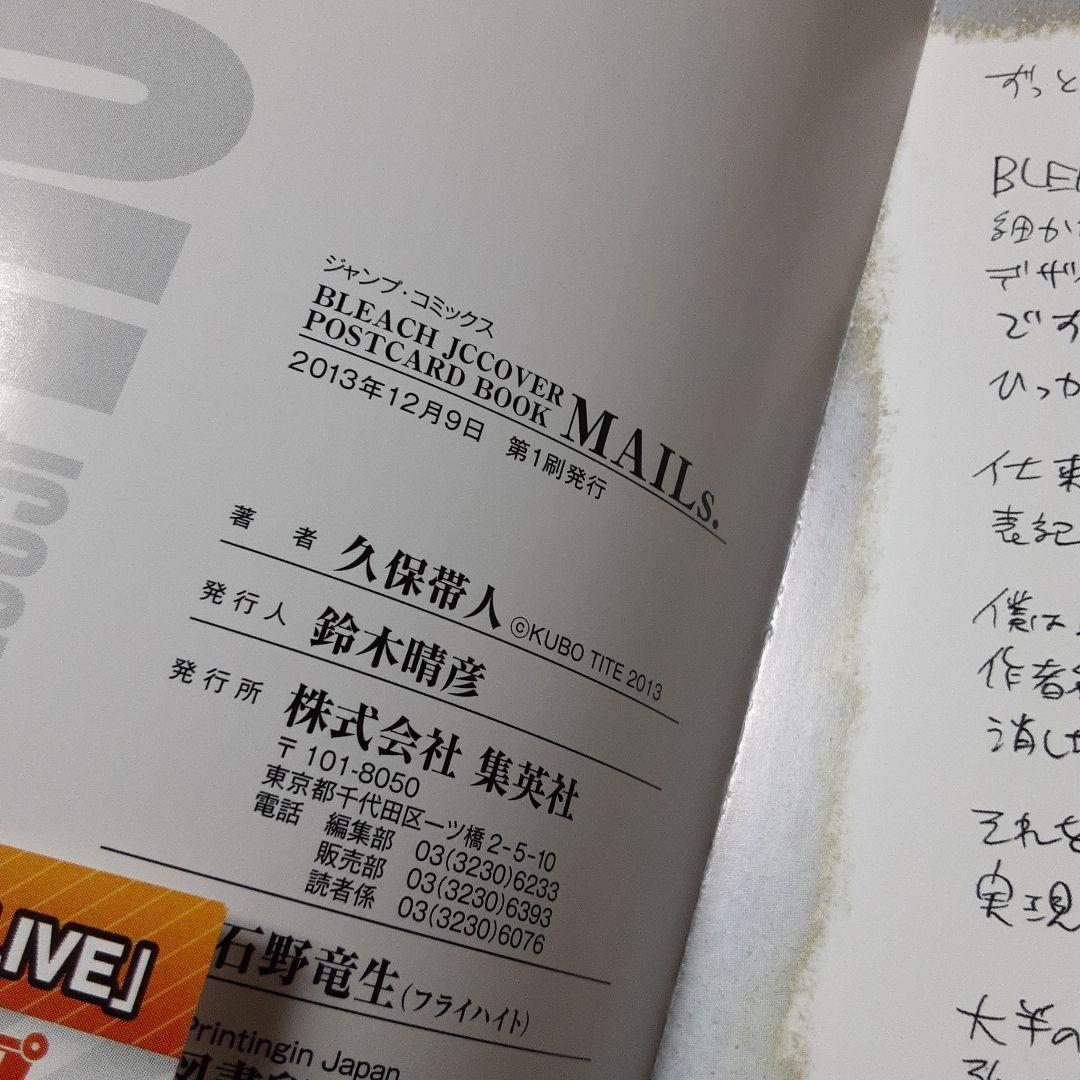 ジャンプ・コミックス
BLEACH JCCOVER
POSTCARD BOOK MAILs.
2013年12月9日 第1刷発行
著 者 久保帯人 ©KUBO TITE 2013
発行人 鈴木晴彦
発行所 株式会社 集英社
〒101-8050
東京都千代田区一ツ橋2-5-10
電話 編集部 03(3230)6233
販売部 03(3230)6393
読者係 03(3230)6076
石野竜生(フライハイト)
Printingin Japan
LIVE」
プ
ずっと
BLE
細か
デザ
です
ひっか
仕事
表記
僕は
作者
消し
それを
実現
大半の